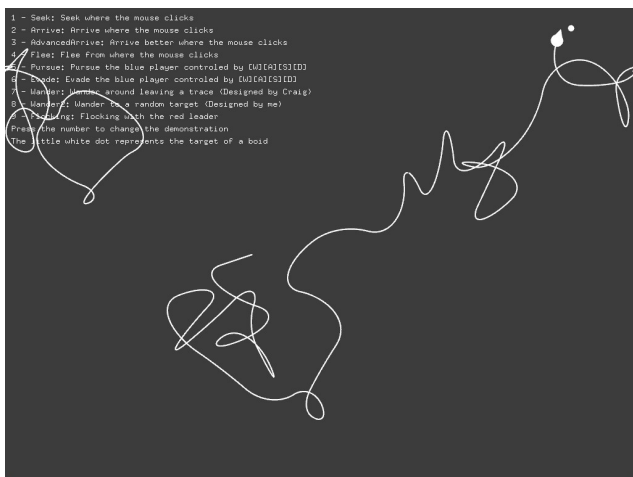 1 - Seek: Seek where the mouse clicks
2 - Arrive: Arrive where the mouse clicks
3 - AdvancedArrive: Arrive better where the mouse clicks
4 - Flee: Flee from where the mouse clicks
5 - Pursue: Pursue the blue player controled by [W][A][S][D]
6 - Evade: Evade the blue player controled by [W][A][S][D]
7 - Wander: Wander around leaving a trace (Designed by Craig)
8 - Wander2: Wander to a random target (Designed by me)
9 - Flocking: Flocking with the red leader
Press the number to change the demonstration
The little white dot represents the target of a boid